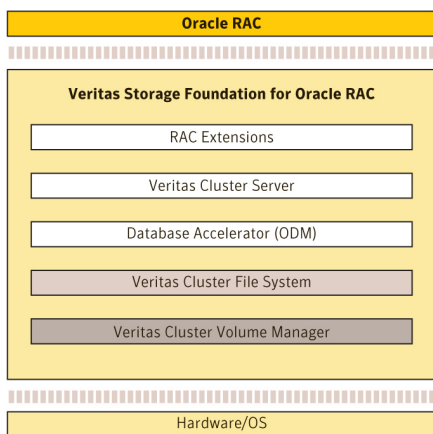 Oracle RAC
Veritas Storage Foundation for Oracle RAC
RAC Extensions
Veritas Cluster Server
Database Accelerator (ODM)
Veritas Cluster File System
Veritas Cluster Volume Manager
Hardware/OS